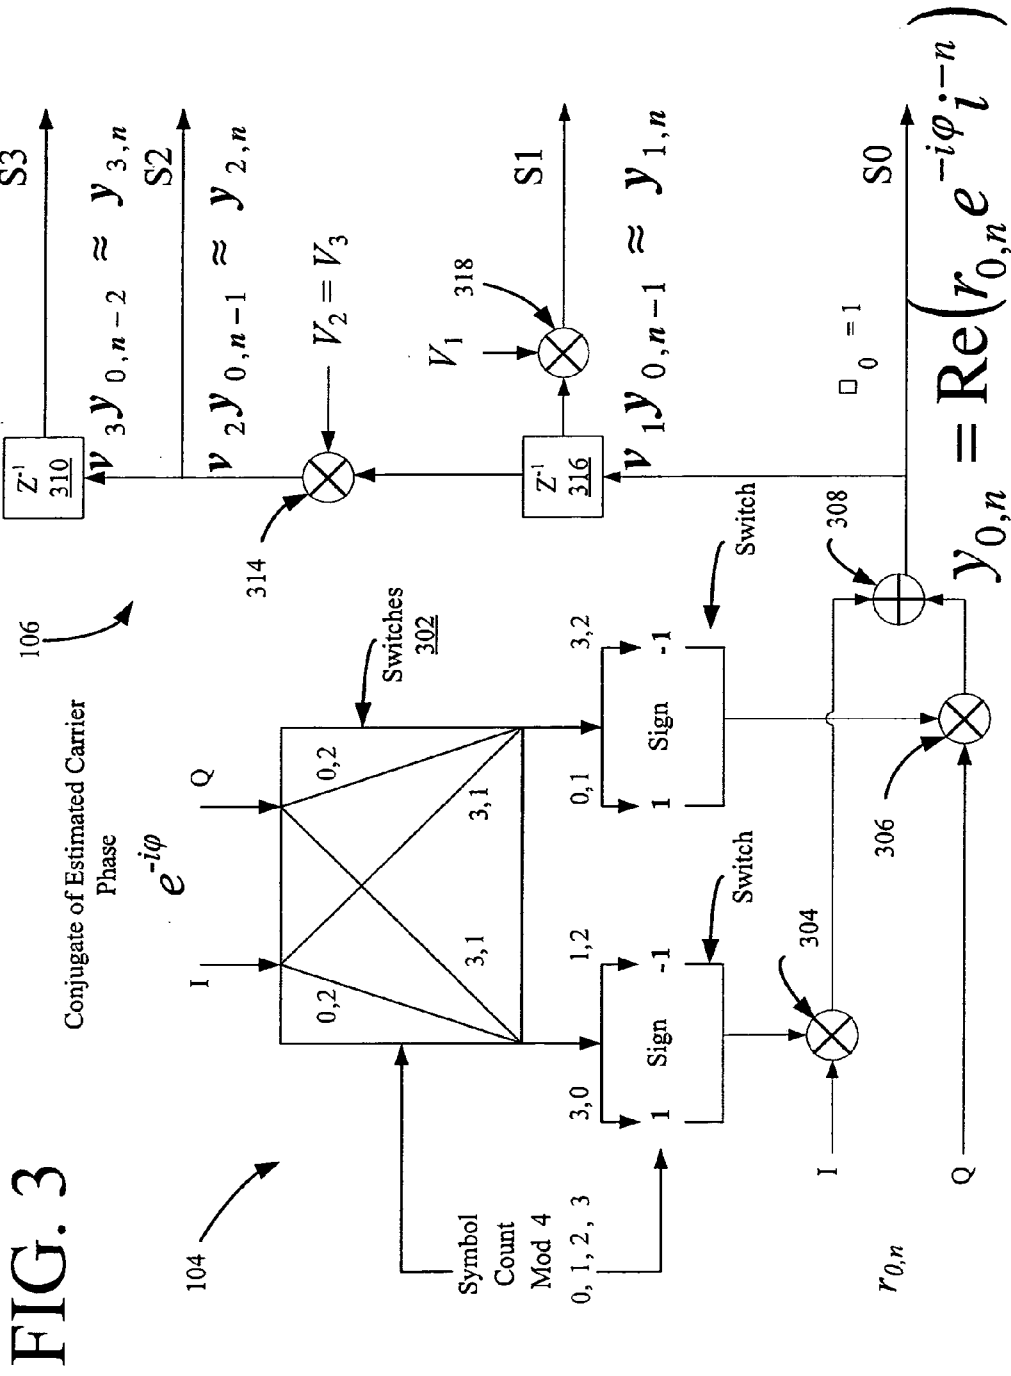 FIG. 3
104
106
Conjugate of Estimated Carrier
Phase
e^{-iφ}
I
Q
0,2
0,2
3,1
3,1
Switches
302
Symbol
Count
Mod 4
0, 1, 2, 3
3,0
1,2
1
Sign
-1
Switch
0,1
3,2
1
Sign
-1
Switch
304
306
308
I
Q
r_{0,n}
314
V_2 = V_3
Z^{-1}
310
S3
v_3 y_{0,n-2} ≈ y_{3,n}
S2
v_2 y_{0,n-1} ≈ y_{2,n}
V_1
318
S1
Z^{-1}
316
v_1 y_{0,n-1} ≈ y_{1,n}
□_0 = 1
S0
y_{0,n} = Re(r_{0,n} e^{-iφ} i^{-n})